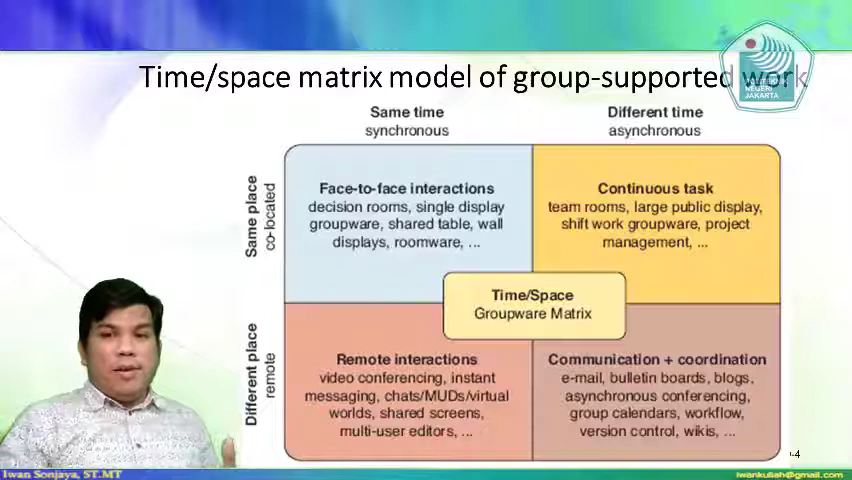 Time/space matrix model of group-supported work
POLITEKNIK
NEGERI
JAKARTA
Same time
synchronous
Different time
asynchronous
Same place
co-located
Face-to-face interactions
decision rooms, single display
groupware, shared table, wall
displays, roomware, ...
Continuous task
team rooms, large public display,
shift work groupware, project
management, ...
Time/Space
Groupware Matrix
Different place
remote
Remote interactions
video conferencing, instant
messaging, chats/MUDs/virtual
worlds, shared screens,
multi-user editors, ...
Communication + coordination
e-mail, bulletin boards, blogs,
asynchronous conferencing,
group calendars, workflow,
version control, wikis, ...
-4
Iwan Sonjaya, ST.MT
iwankuliah@gmail.com